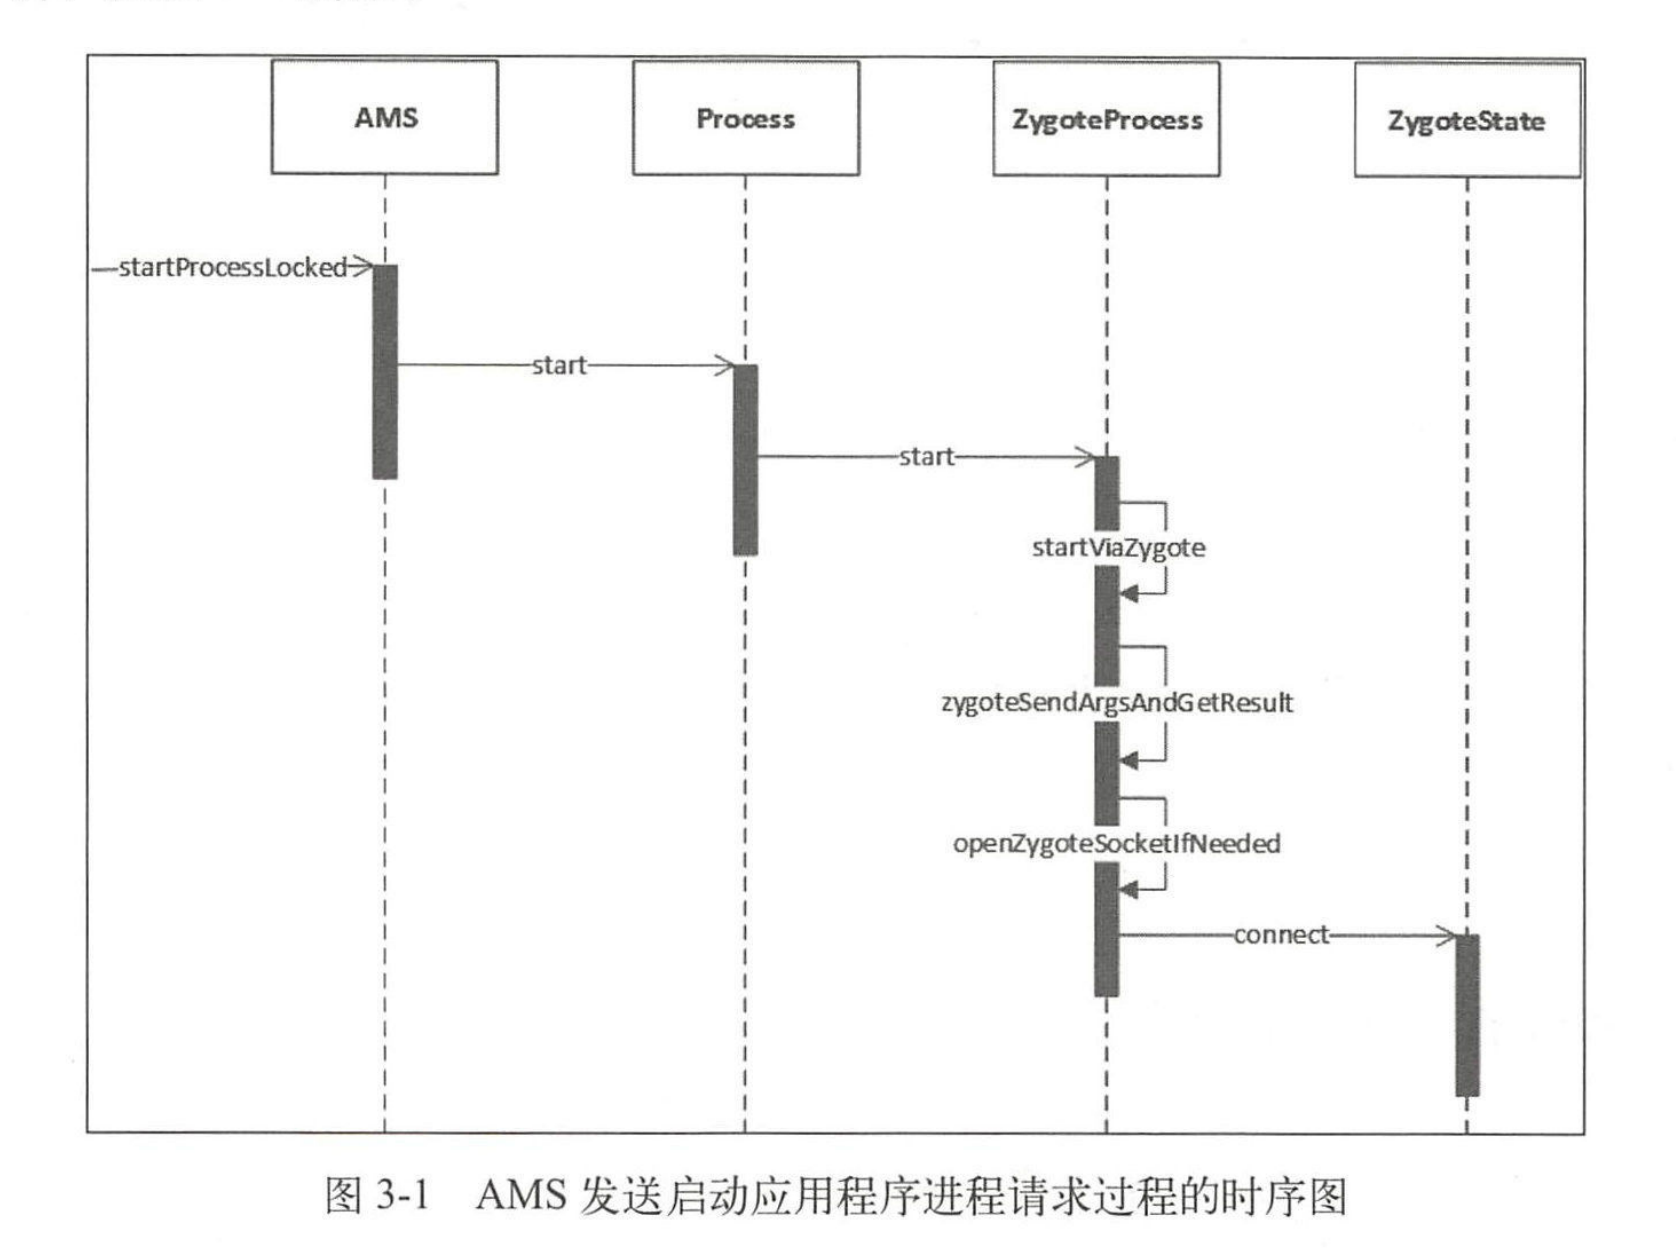 AMS Process ZygoteProcess ZygoteState
startProcessLocked
start
start
startViaZygote
zygoteSendArgsAndGetResult
openZygoteSocketIfNeeded
connect
图 3-1 AMS 发送启动应用程序进程请求过程的时序图